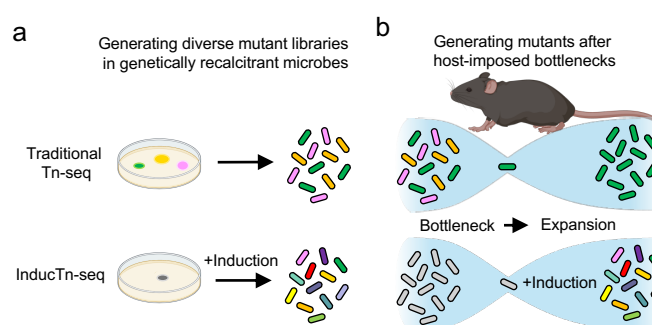 a
Generating diverse mutant libraries
in genetically recalcitrant microbes
Traditional
Tn-seq
InducTn-seq
+Induction
b
Generating mutants after
host-imposed bottlenecks
Bottleneck
Expansion
+Induction